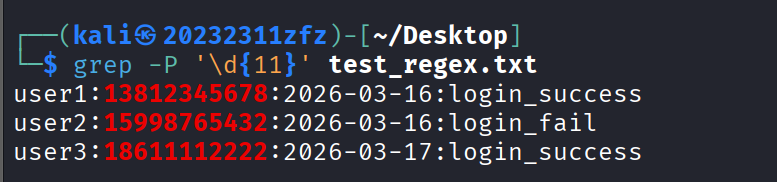 ┌──(kali㉿20232311zfz)-[~/Desktop]
└─$ grep -P '\d{11}' test_regex.txt
user1:13812345678:2026-03-16:login_success
user2:15998765432:2026-03-16:login_fail
user3:18611112222:2026-03-17:login_success